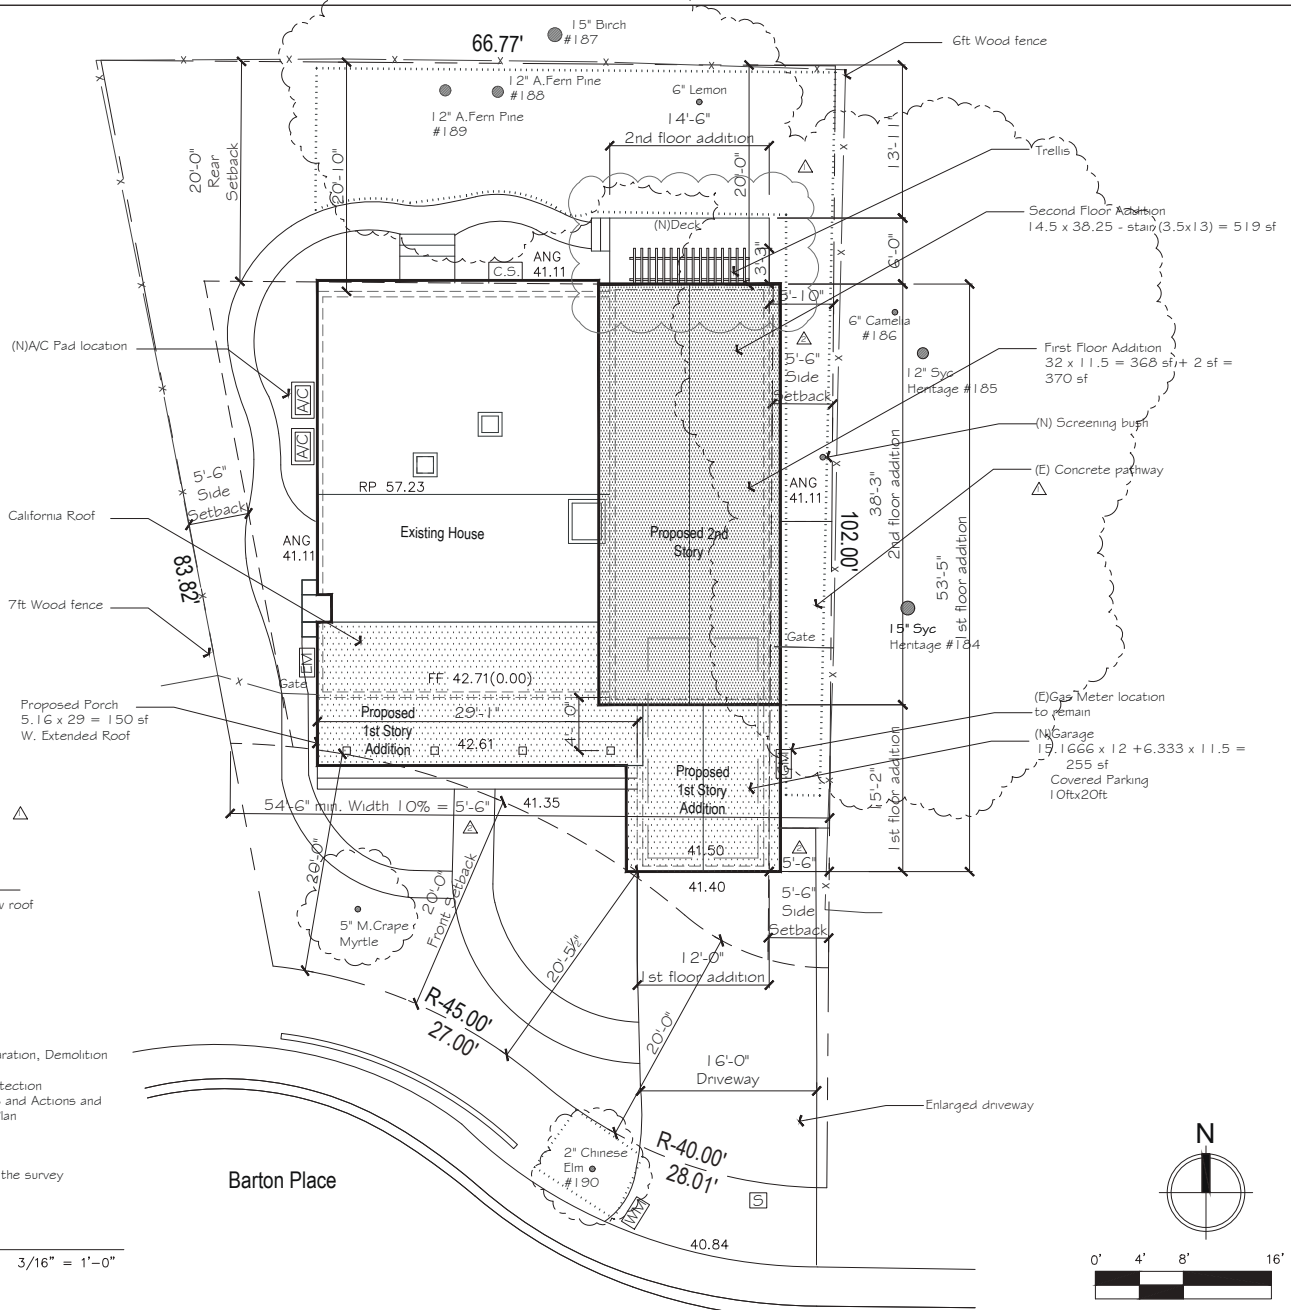 15" Birch
#187
66.77'
6ft Wood fence
12" A.Fern Pine
#188
6" Lemon
12" A.Fern Pine
#189
14'-6"
2nd floor addition
13'-11"
Trellis
20'-0"
Rear
Setback
20'-10"
20'-0"
Second Floor Addition
14.5 x 38.25 - stair (3.5x13) = 519 sf
(N)Deck
ANG
41.11
C.S.
3'-3"
6'-0"
5'-10"
6" Camelia
#186
(N)A/C Pad location
5'-6"
Side
Setback
First Floor Addition
32 x 11.5 = 368 sf + 2 sf =
370 sf
12" Syc
Heritage #185
A/C
A/C
(N) Screening bush
5'-6"
Side
Setback
RP 57.23
ANG
41.11
38'-3"
2nd floor addition
(E) Concrete pathway
California Roof
Existing House
Proposed 2nd
Story
102.00'
ANG
41.11
53'-5"
1st floor addition
83.82'
7ft Wood fence
15" Syc
Heritage #184
Gate
EM
Gate
FF 42.71(0.00)
Proposed Porch
5.16 x 29 = 150 sf
W. Extended Roof
Proposed
1st Story
Addition
29'-1"
42.61
4'-0"
(E)Gas Meter location
to remain
(N)Garage
15.1666 x 12 +6.333 x 11.5 =
255 sf
Covered Parking
10ftx20ft
GM
Proposed
1st Story
Addition
15'-2"
1st floor addition
54'-6" min. Width 10% = 5'-6"
41.35
41.50
5'-6"
41.40
5'-6"
Side
Setback
20'-0"
20'-0"
Front Setback
5" M.Crape
Myrtle
roof
20'-5½"
12'-0"
1st floor addition
R-45.00'
27.00'
20'-0"
Demolition
and Actions and
16'-0"
Driveway
Enlarged driveway
the survey
Barton Place
2" Chinese
Elm
#190
R-40.00'
28.01'
WM
S
40.84
N
3/16" = 1'-0"
0' 4' 8' 16'